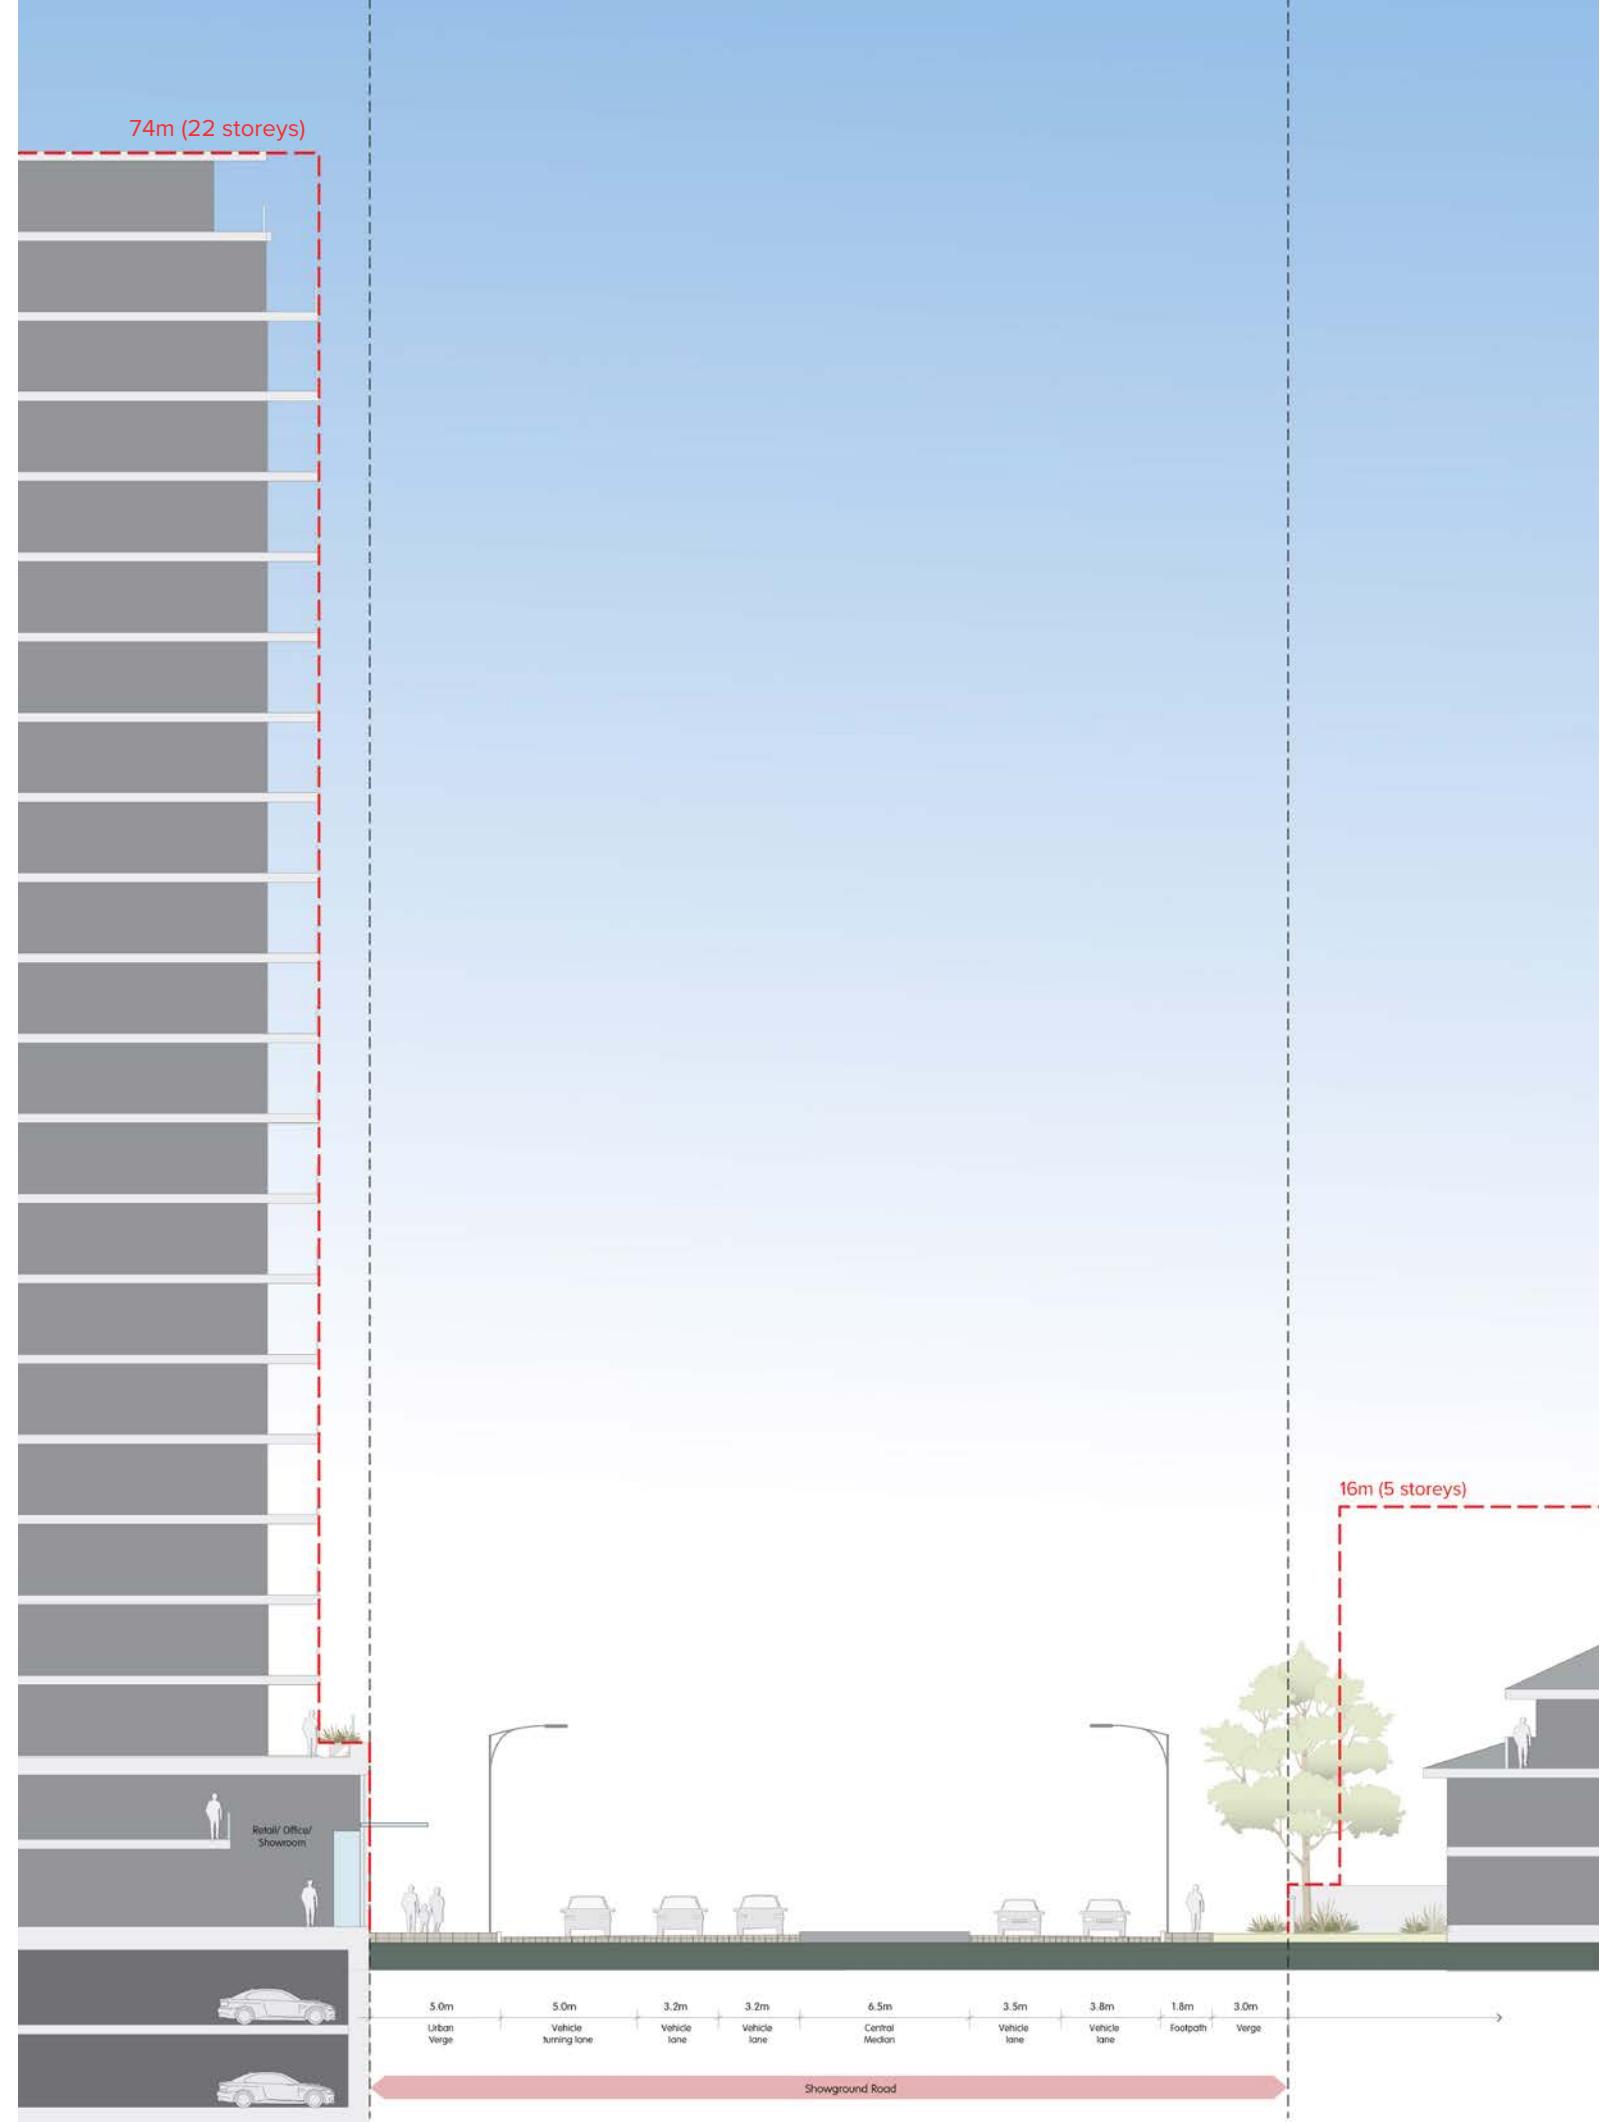 74m (22 storeys)
16m (5 storeys)
Retail/ Office/
Showroom
5.0m
5.0m
3.2m
3.2m
6.5m
3.5m
3.8m
1.8m
3.0m
Urban
Verge
Vehicle
turning lane
Vehicle
lane
Vehicle
lane
Central
Median
Vehicle
lane
Vehicle
lane
Footpath
Verge
Showground Road